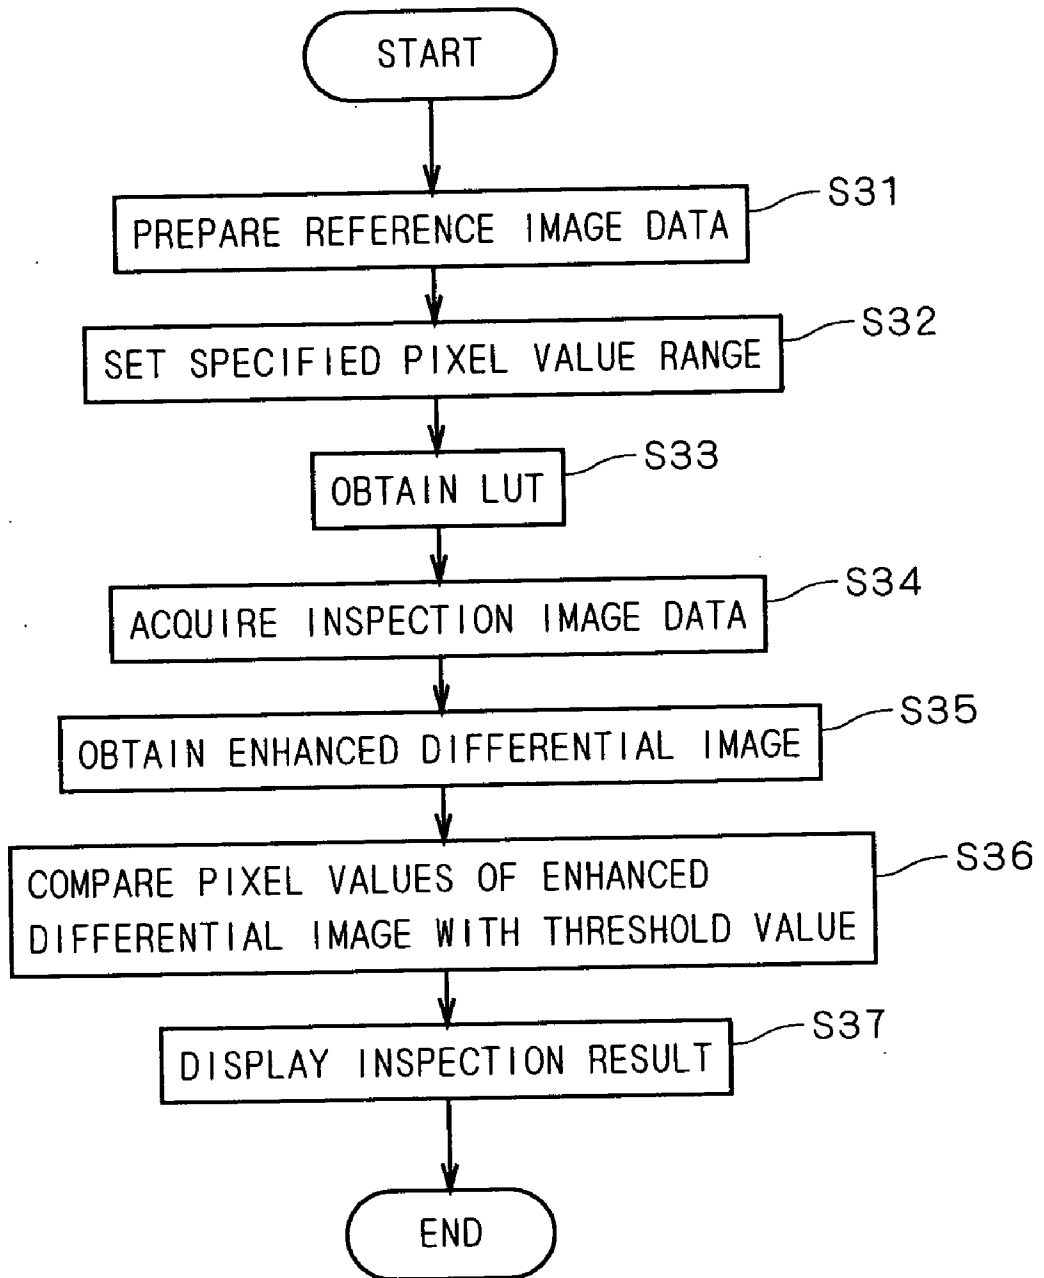 START
S31
PREPARE REFERENCE IMAGE DATA
S32
SET SPECIFIED PIXEL VALUE RANGE
S33
OBTAIN LUT
S34
ACQUIRE INSPECTION IMAGE DATA
S35
OBTAIN ENHANCED DIFFERENTIAL IMAGE
S36
COMPARE PIXEL VALUES OF ENHANCED
DIFFERENTIAL IMAGE WITH THRESHOLD VALUE
S37
DISPLAY INSPECTION RESULT
END